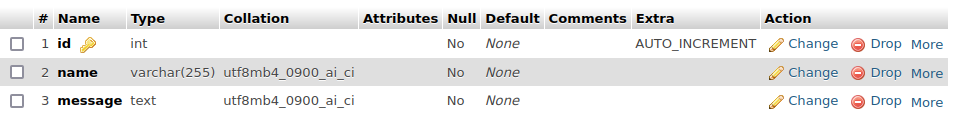 # Name Type Collation Attributes Null Default Comments Extra Action
1 id int No None AUTO_INCREMENT Change Drop More
2 name varchar(255) utf8mb4_0900_ai_ci No None Change Drop More
3 message text utf8mb4_0900_ai_ci No None Change Drop More